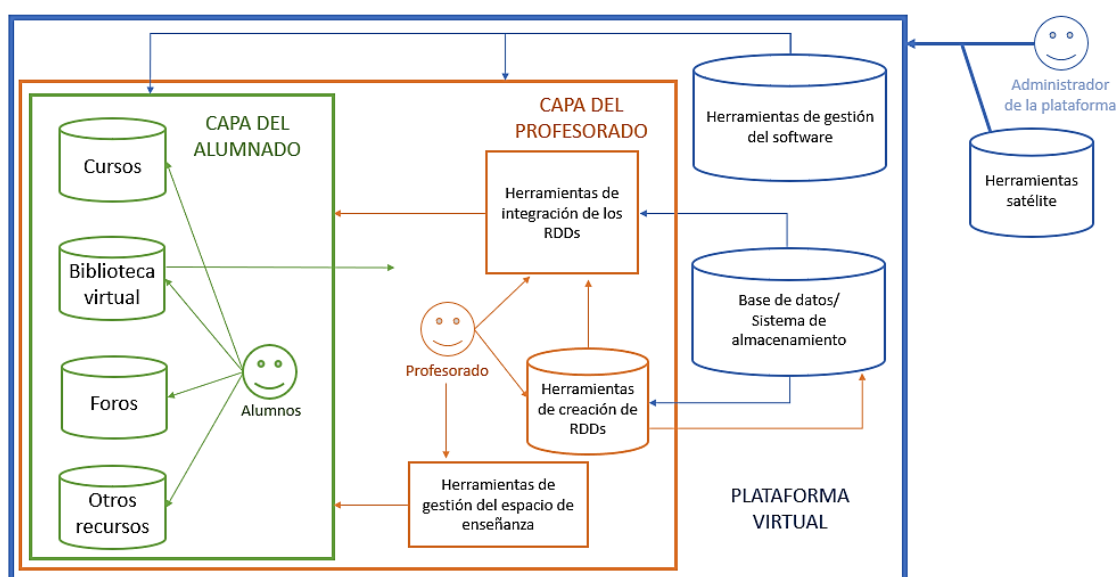 CAPA DEL
ALUMNADO
Cursos
Biblioteca
virtual
Foros
Otros
recursos
Alumnos
CAPA DEL
PROFESORADO
Herramientas de
integración de los
RDDs
Profesorado
Herramientas
de creación de
RDDs
Herramientas de
gestión del espacio de
enseñanza
Herramientas de gestión
del software
Base de datos/
Sistema de
almacenamiento
PLATAFORMA
VIRTUAL
Administrador
de la plataforma
Herramientas
satélite